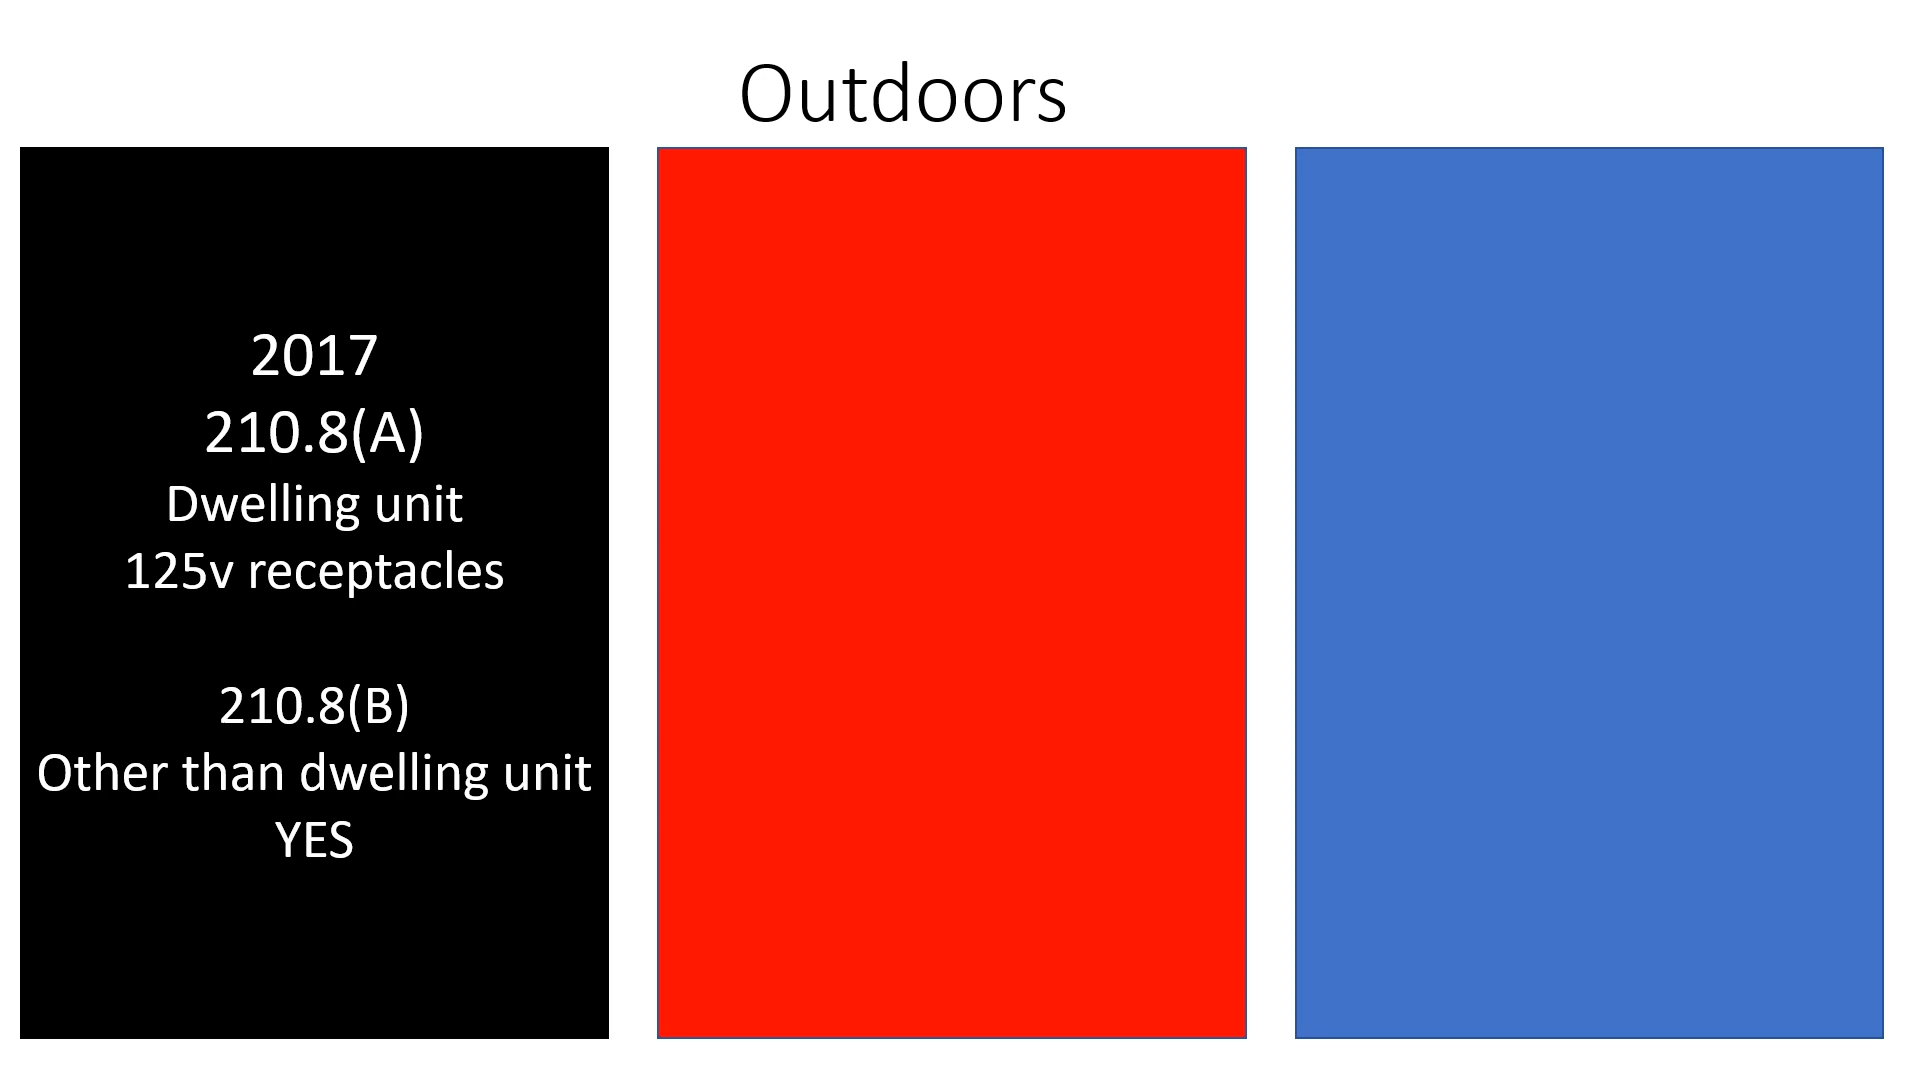 Outdoors
2017
210.8(A)
Dwelling unit
125v receptacles
210.8(B)
Other than dwelling unit
YES